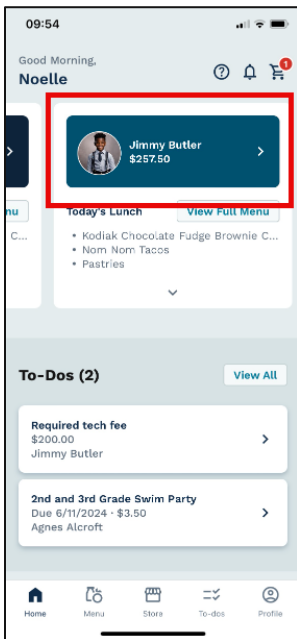 09:54
Good Morning,
Noelle
1
Jimmy Butler
$257.50
nu
Today's Lunch
View Full Menu
C...
• Kodiak Chocolate Fudge Brownie C...
• Nom Nom Tacos
• Pastries
To-Dos (2)
View All
Required tech fee
$200.00
Jimmy Butler
2nd and 3rd Grade Swim Party
Due 6/11/2024 · $3.50
Agnes Alcroft
Home
Menu
Store
To-dos
Profile